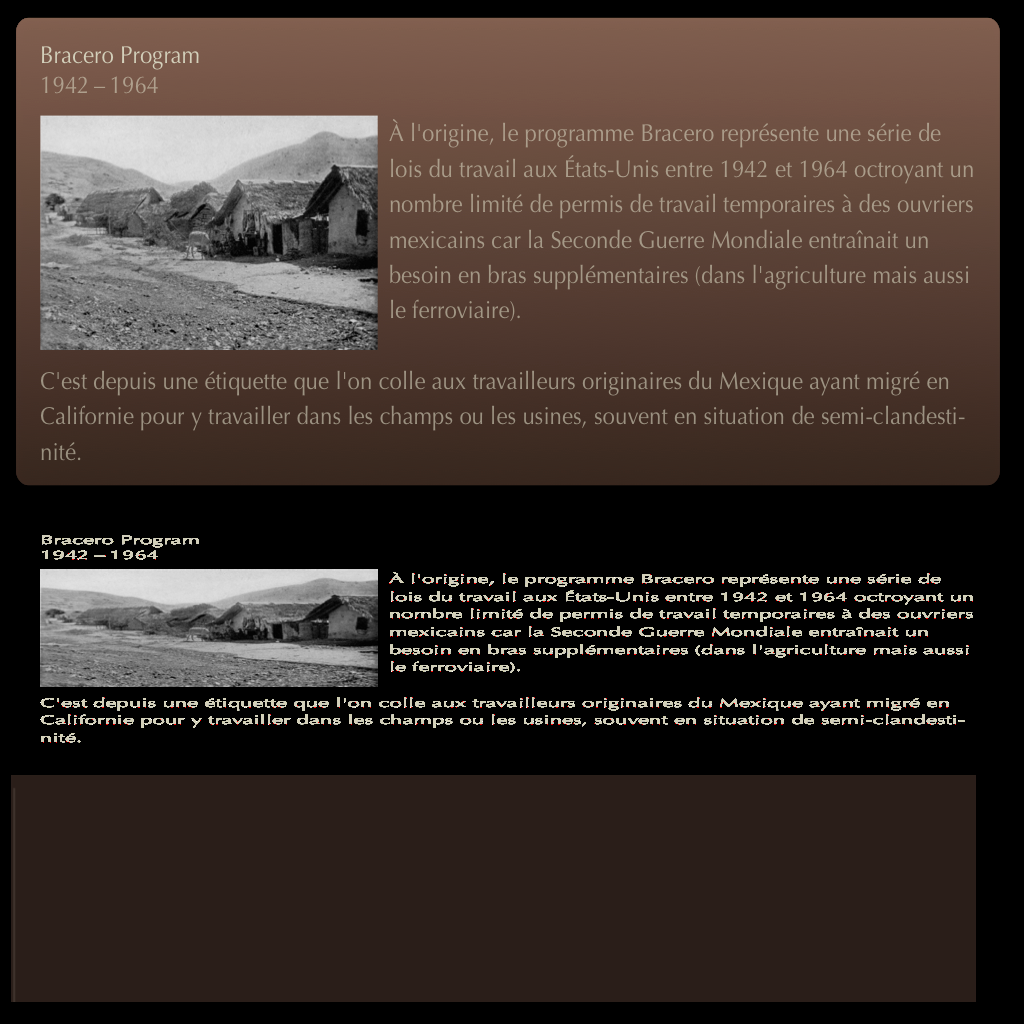 Bracero Program
1942 – 1964
À l'origine, le programme Bracero représente une série de
lois du travail aux États-Unis entre 1942 et 1964 octroyant un
nombre limité de permis de travail temporaires à des ouvriers
mexicains car la Seconde Guerre Mondiale entraînait un
besoin en bras supplémentaires (dans l'agriculture mais aussi
le ferroviaire).
C'est depuis une étiquette que l'on colle aux travailleurs originaires du Mexique ayant migré en
Californie pour y travailler dans les champs ou les usines, souvent en situation de semi-clandesti-
nité.
Bracero Program
1942 – 1964
À l'origine, le programme Bracero représente une série de
lois du travail aux États-Unis entre 1942 et 1964 octroyant un
nombre limité de permis de travail temporaires à des ouvriers
mexicains car la Seconde Guerre Mondiale entraînait un
besoin en bras supplémentaires (dans l'agriculture mais aussi
le ferroviaire).
C'est depuis une étiquette que l'on colle aux travailleurs originaires du Mexique ayant migré en
Californie pour y travailler dans les champs ou les usines, souvent en situation de semi-clandesti-
nité.